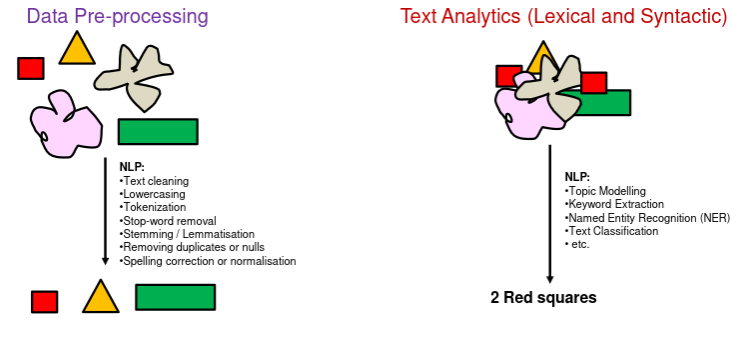 Data Pre-processing
NLP:
•Text cleaning
•Lowercasing
•Tokenization
•Stop-word removal
•Stemming / Lemmatisation
•Removing duplicates or nulls
•Spelling correction or normalisation
Text Analytics (Lexical and Syntactic)
NLP:
•Topic Modelling
•Keyword Extraction
•Named Entity Recognition (NER)
•Text Classification
• etc.
2 Red squares